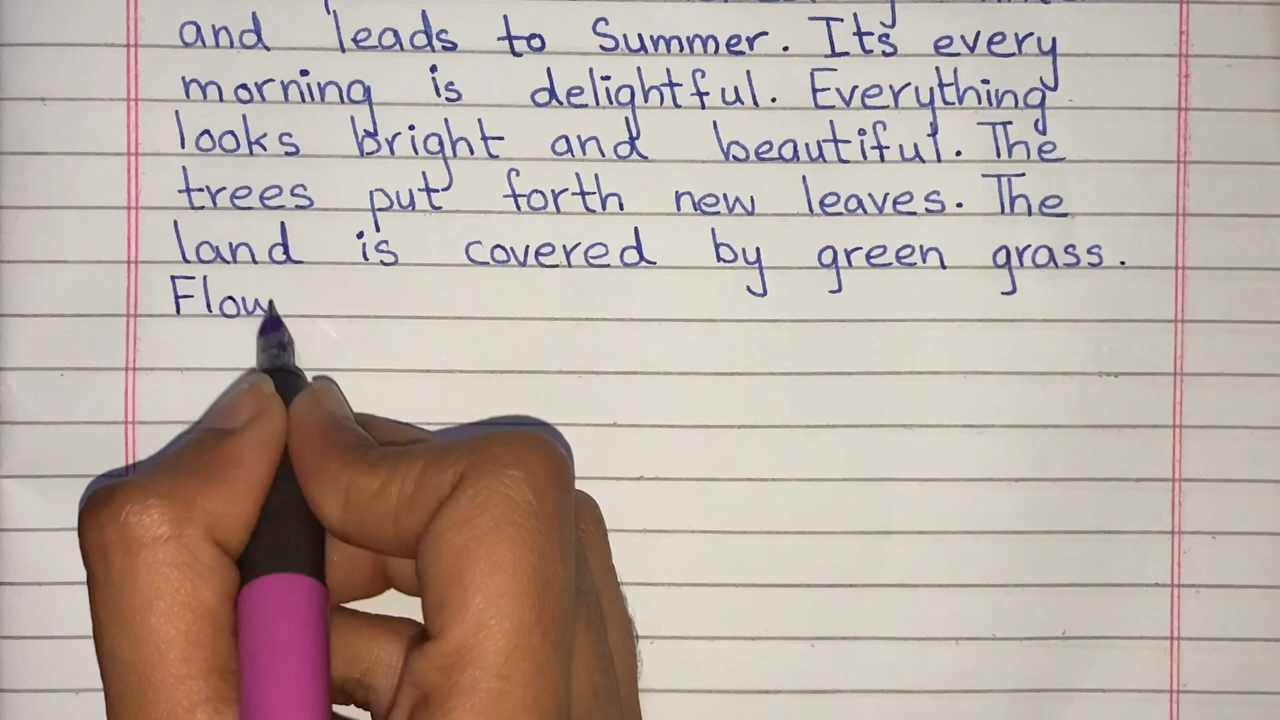 and leads to Summer. Its every
morning is delightful. Everything
looks bright and beautiful. The
trees put forth new leaves. The
land is covered by green grass.
Flow